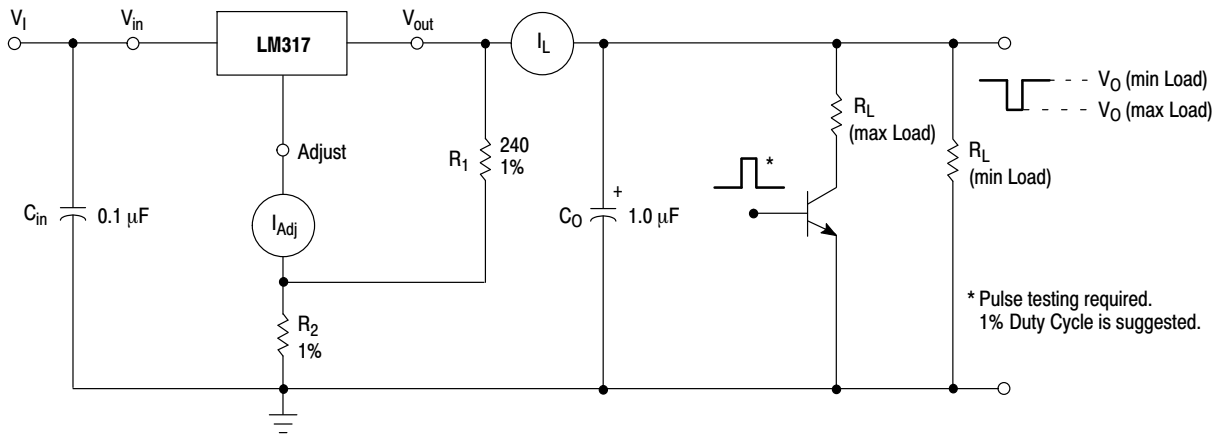 V_I
V_in
LM317
V_out
I_L
Adjust
R_1
240
1%
R_L
(max Load)
*
V_O (min Load)
V_O (max Load)
R_L
(min Load)
C_in
0.1 μF
I_Adj
+
C_O
1.0 μF
R_2
1%
* Pulse testing required.
1% Duty Cycle is suggested.